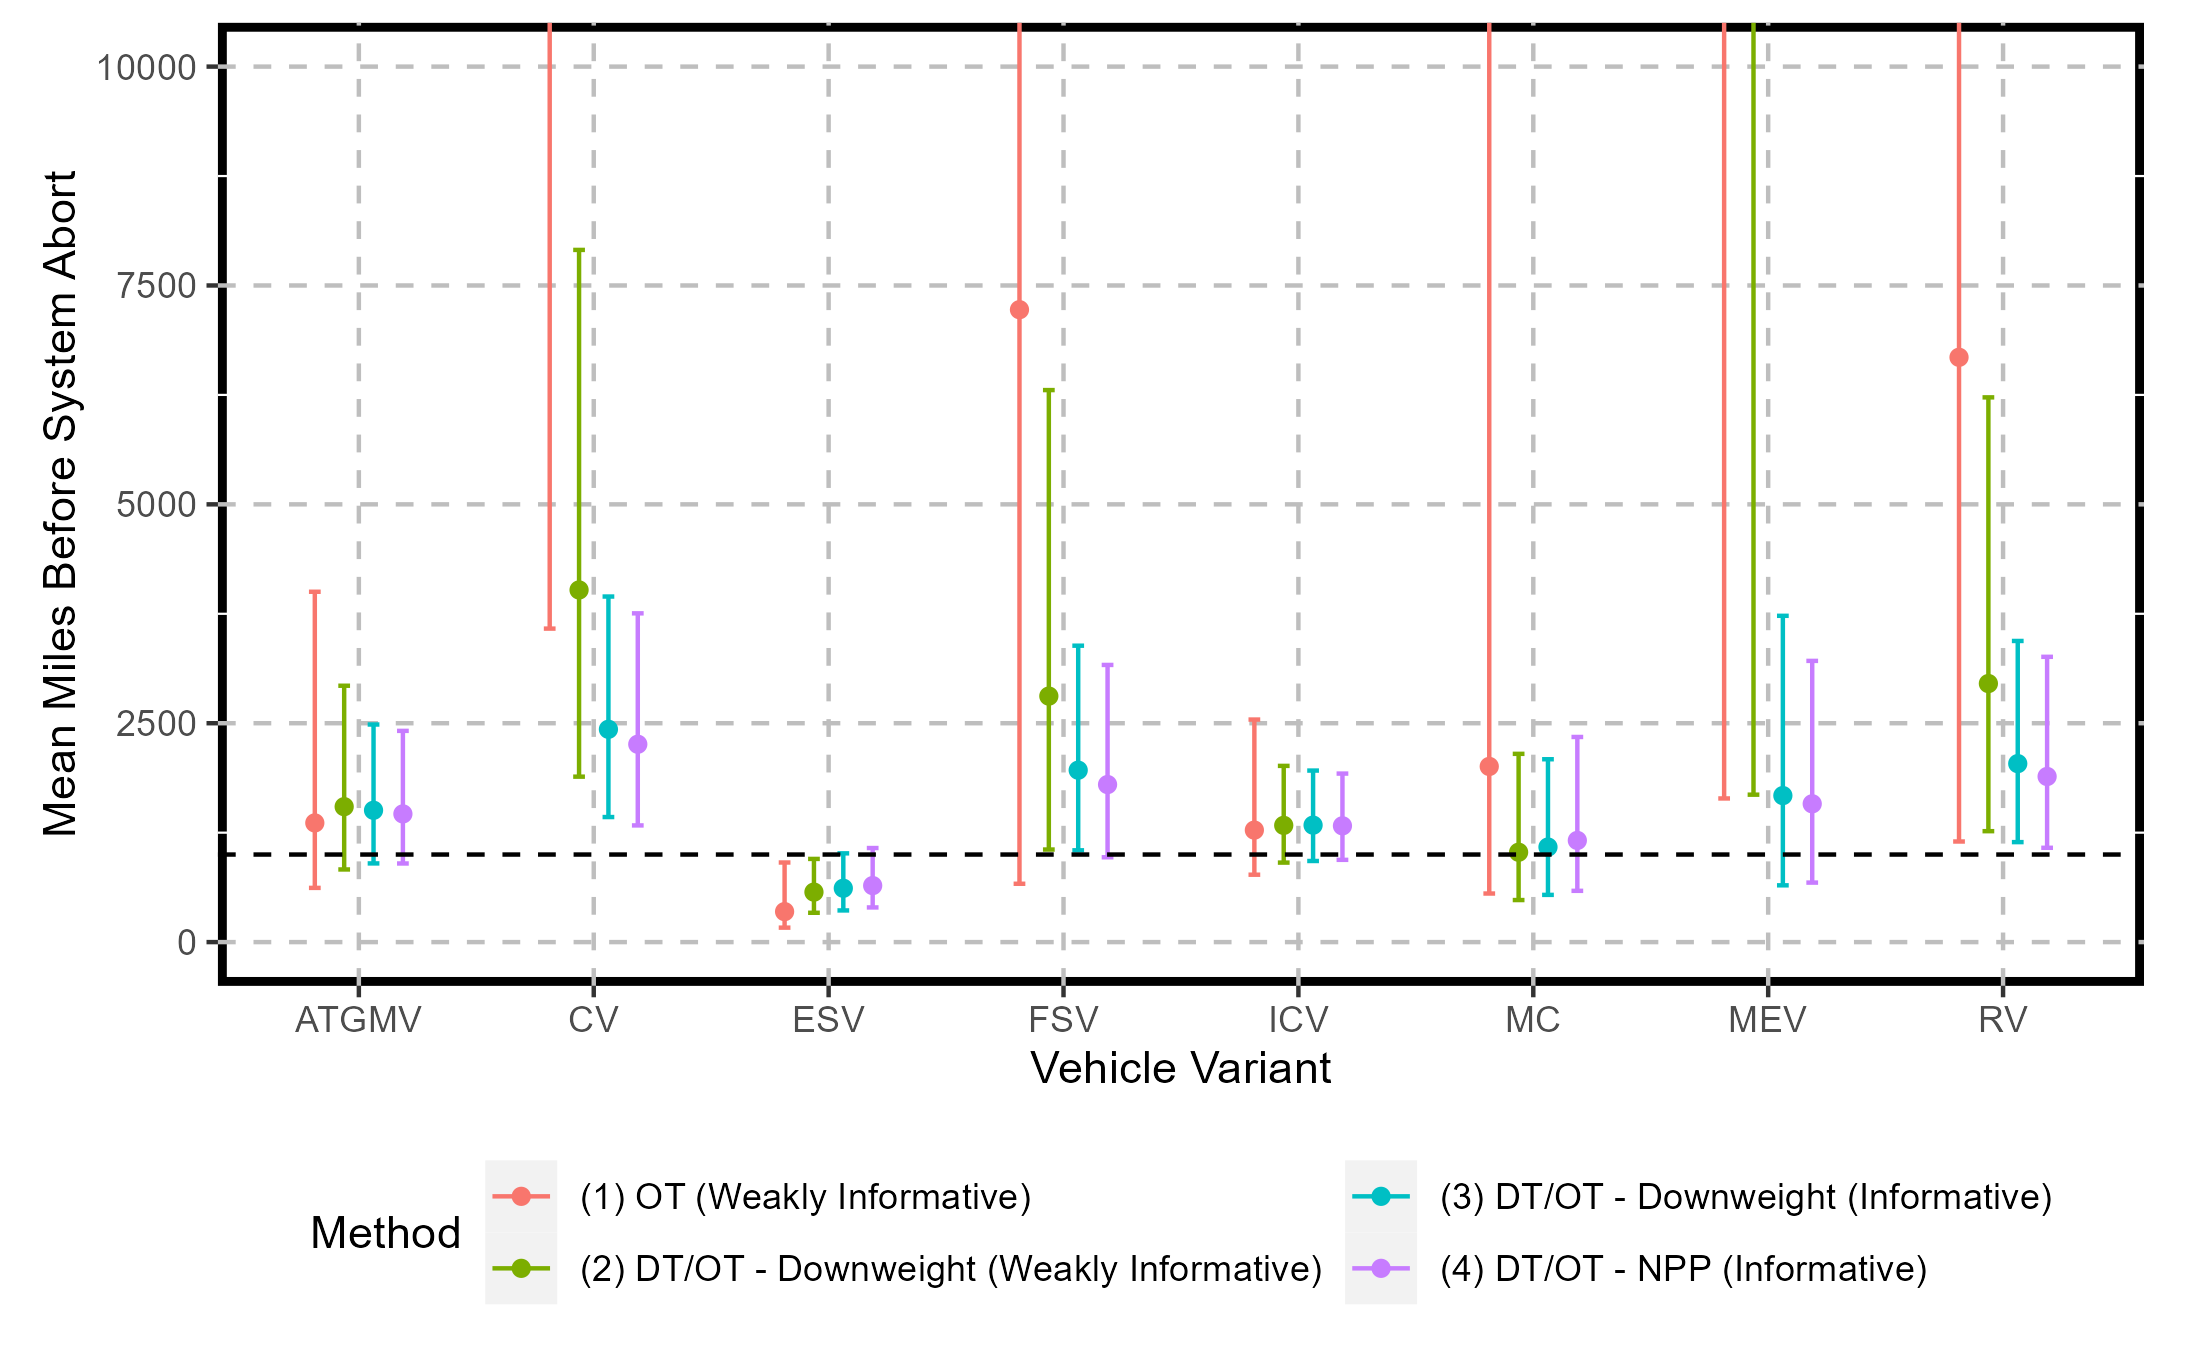 Mean Miles Before System Abort
10000
7500
5000
2500
0
ATGMV CV ESV FSV ICV MC MEV RV
Vehicle Variant
Method
(1) OT (Weakly Informative)
(2) DT/OT - Downweight (Weakly Informative)
(3) DT/OT - Downweight (Informative)
(4) DT/OT - NPP (Informative)